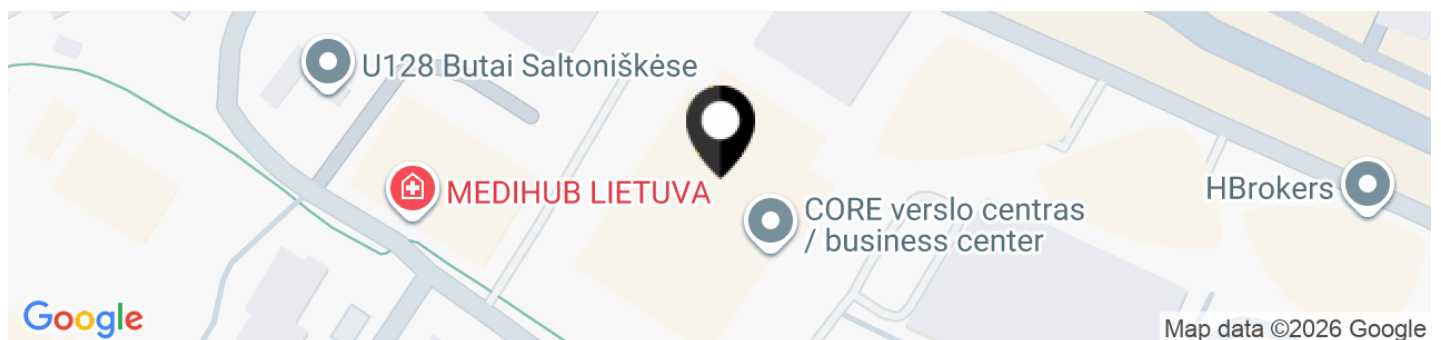 U128 Butai Saltoniškėse
MEDIHUB LIETUVA
CORE verslo centras
/ business center
HBrokers
Google
Map data ©2026 Google